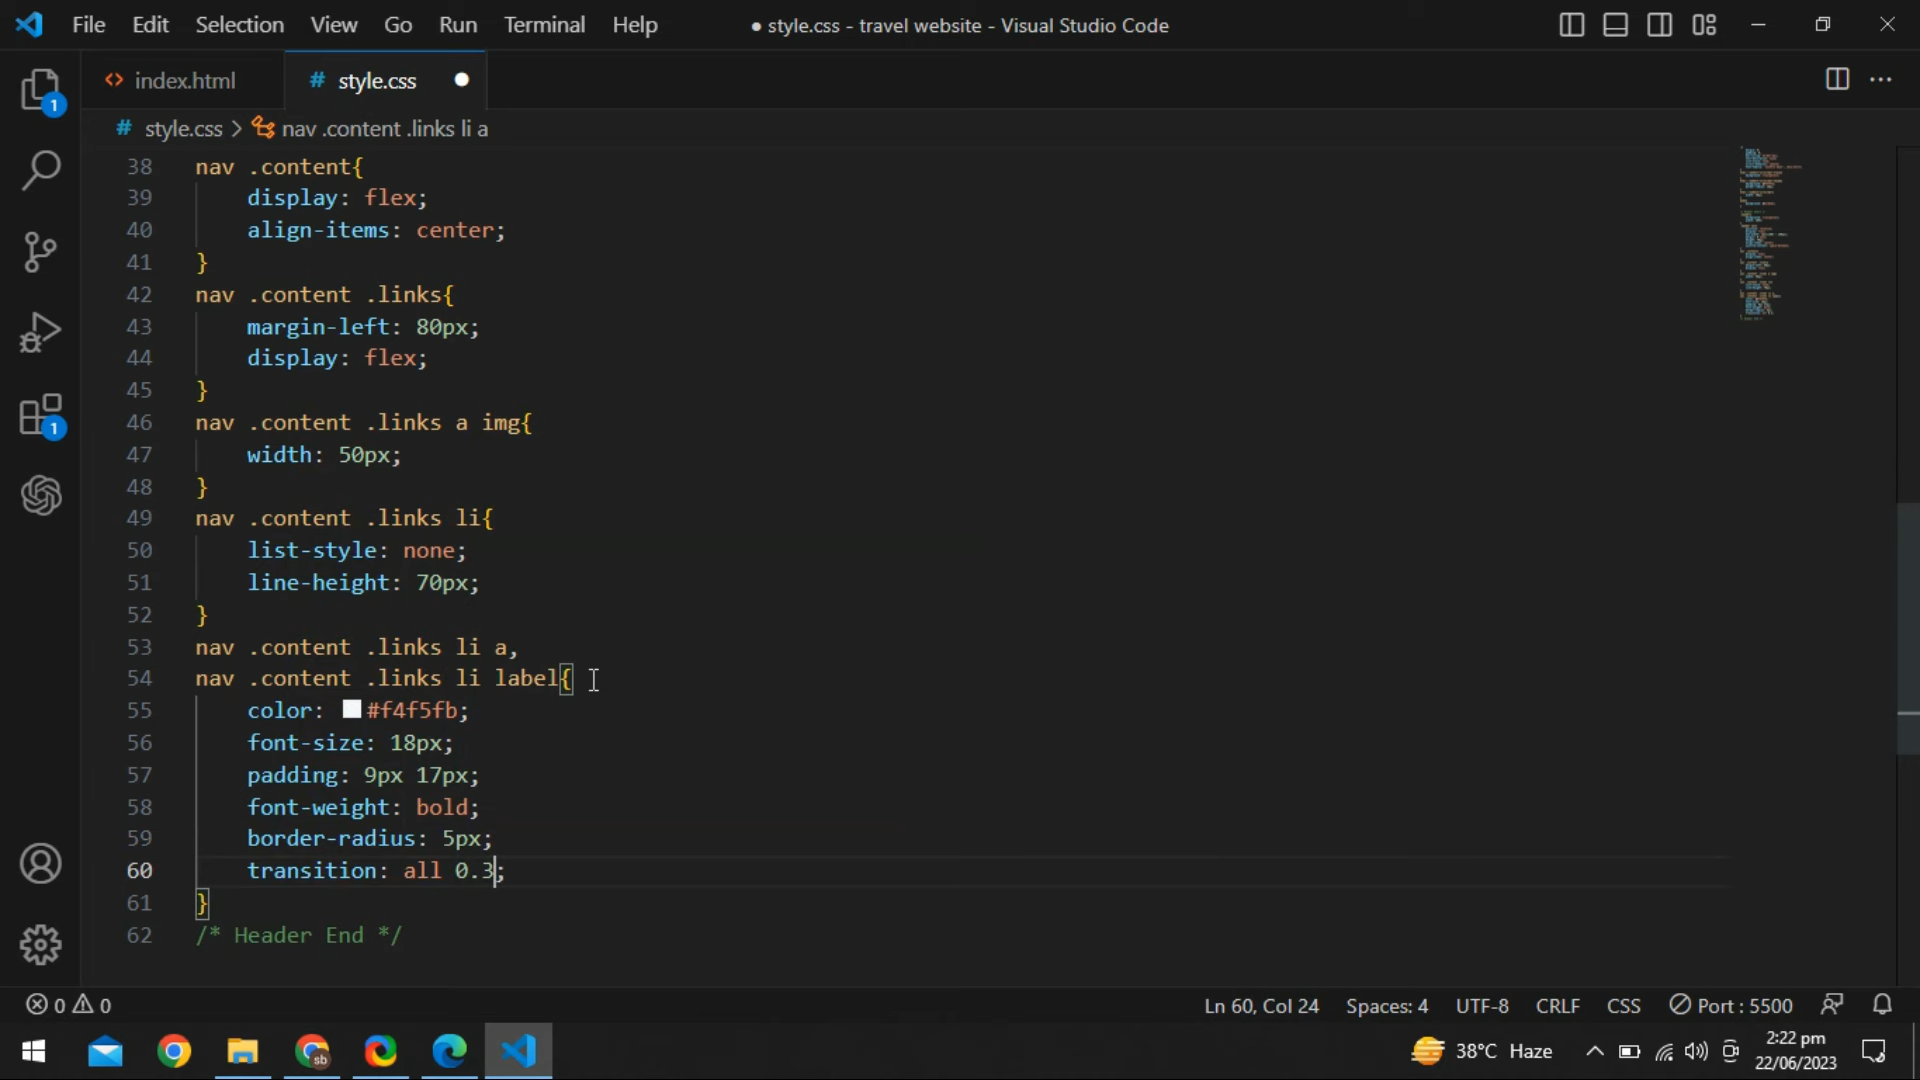 File Edit Selection View Go Run Terminal Help ● style.css - travel website - Visual Studio Code
<> index.html # style.css ●
# style.css > nav .content .links li a
38 nav .content{
39 display: flex;
40 align-items: center;
41 }
42 nav .content .links{
43 margin-left: 80px;
44 display: flex;
45 }
46 nav .content .links a img{
47 width: 50px;
48 }
49 nav .content .links li{
50 list-style: none;
51 line-height: 70px;
52 }
53 nav .content .links li a,
54 nav .content .links li label{
55 color: #f4f5fb;
56 font-size: 18px;
57 padding: 9px 17px;
58 font-weight: bold;
59 border-radius: 5px;
60 transition: all 0.3;
61 }
62 /* Header End */
1
1
0 0 Ln 60, Col 24 Spaces: 4 UTF-8 CRLF CSS Port : 5500
sb 38°C Haze 2:22 pm
22/06/2023